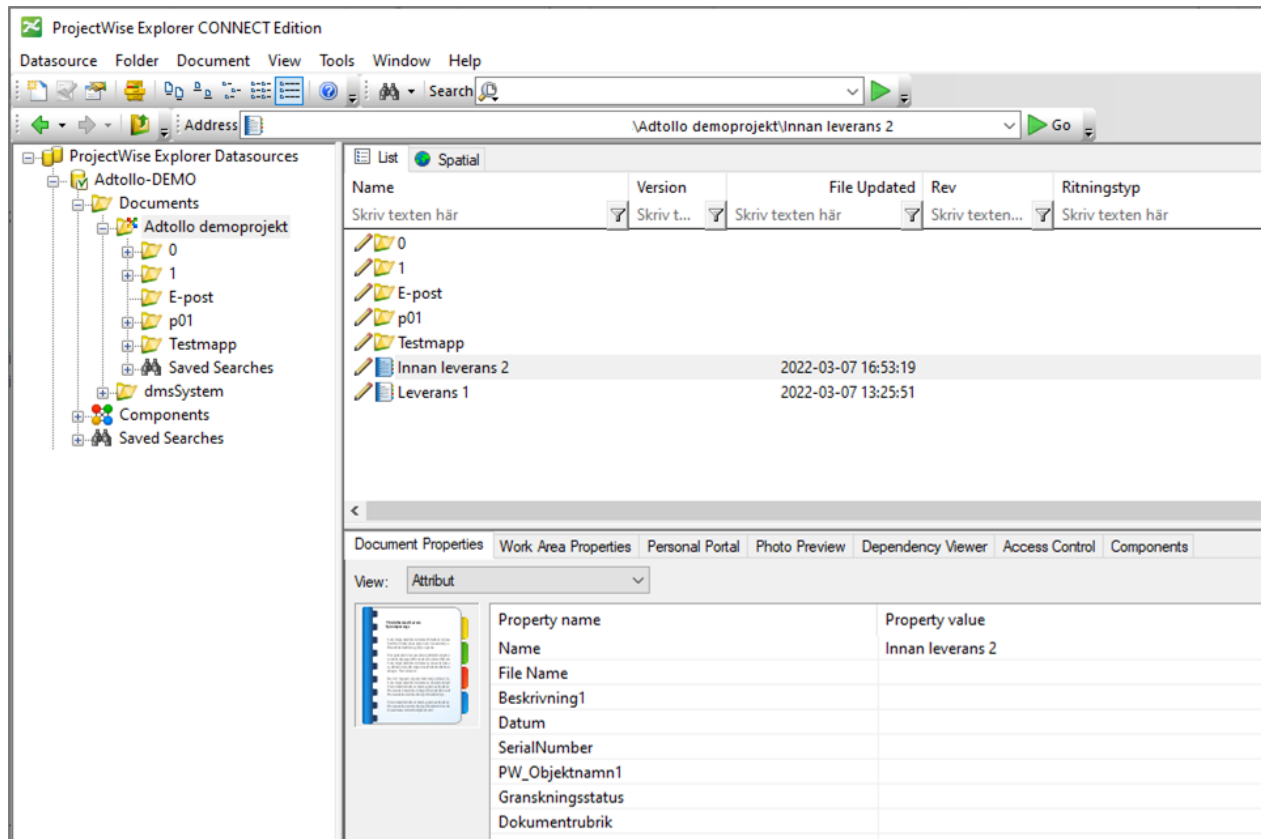 ProjectWise Explorer CONNECT Edition
Datasource Folder Document View Tools Window Help
Search
Address \Adtollo demoprojekt\Innan leverans 2 Go
ProjectWise Explorer Datasources
Adtollo-DEMO
Documents
Adtollo demoprojekt
0
1
E-post
p01
Testmapp
Saved Searches
dmsSystem
Components
Saved Searches
List Spatial
Name Version File Updated Rev Ritningstyp
Skriv texten här Skriv t... Skriv texten här Skriv texten... Skriv texten här
0
1
E-post
p01
Testmapp
Innan leverans 2 2022-03-07 16:53:19
Leverans 1 2022-03-07 13:25:51
Document Properties Work Area Properties Personal Portal Photo Preview Dependency Viewer Access Control Components
View: Attribut
Property name Property value
Name Innan leverans 2
File Name
Beskrivning1
Datum
SerialNumber
PW_Objektnamn1
Granskningsstatus
Dokumentrubrik